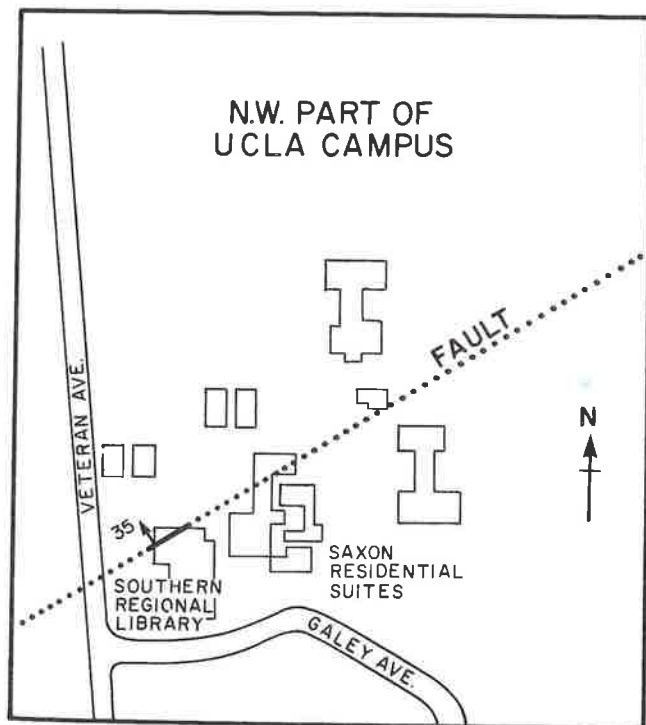 N.W. PART OF
UCLA CAMPUS
FAULT
VETERAN AVE.
N
35
SAXON
RESIDENTIAL
SUITES
SOUTHERN
REGIONAL
LIBRARY
GALEY AVE.